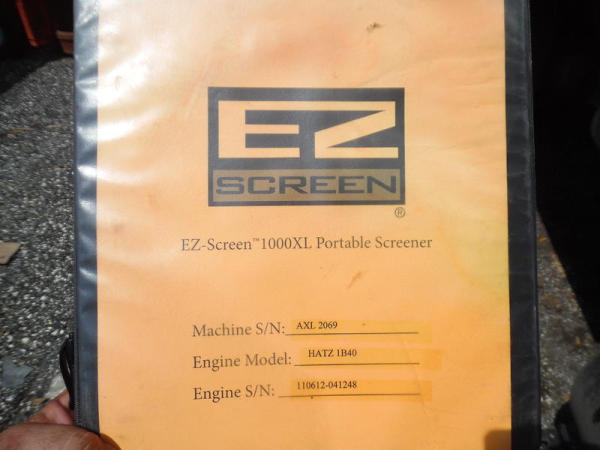 EZ
SCREEN
®
EZ-Screen™1000XL Portable Screener
Machine S/N: AXL 2069
Engine Model: HATZ 1B40
Engine S/N: 110612-041248